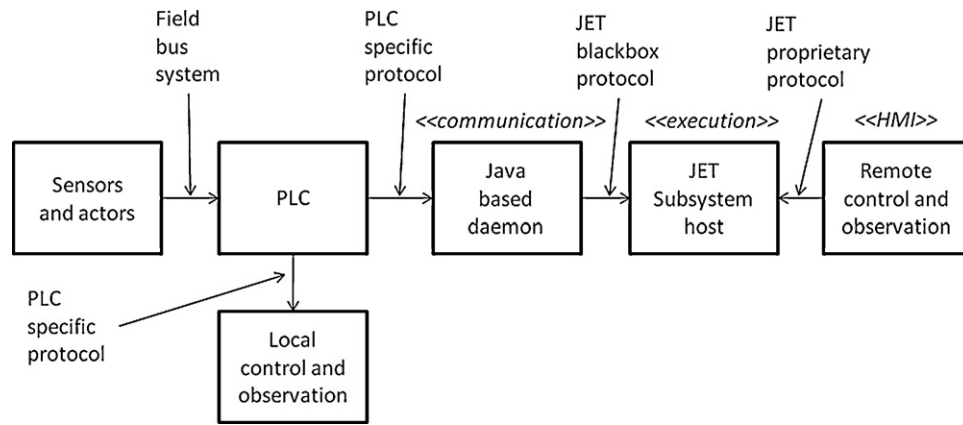 Field
bus
system
PLC
specific
protocol
JET
blackbox
protocol
JET
proprietary
protocol
<<communication>>
<<execution>>
<<HMI>>
Sensors
and actors
PLC
Java
based
daemon
JET
Subsystem
host
Remote
control and
observation
PLC
specific
protocol
Local
control and
observation